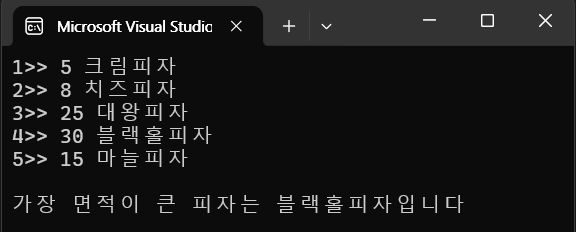 Microsoft Visual Studio
1>> 5 크림피자
2>> 8 치즈피자
3>> 25 대왕피자
4>> 30 블랙홀피자
5>> 15 마늘피자
가장 면적이 큰 피자는 블랙홀피자입니다